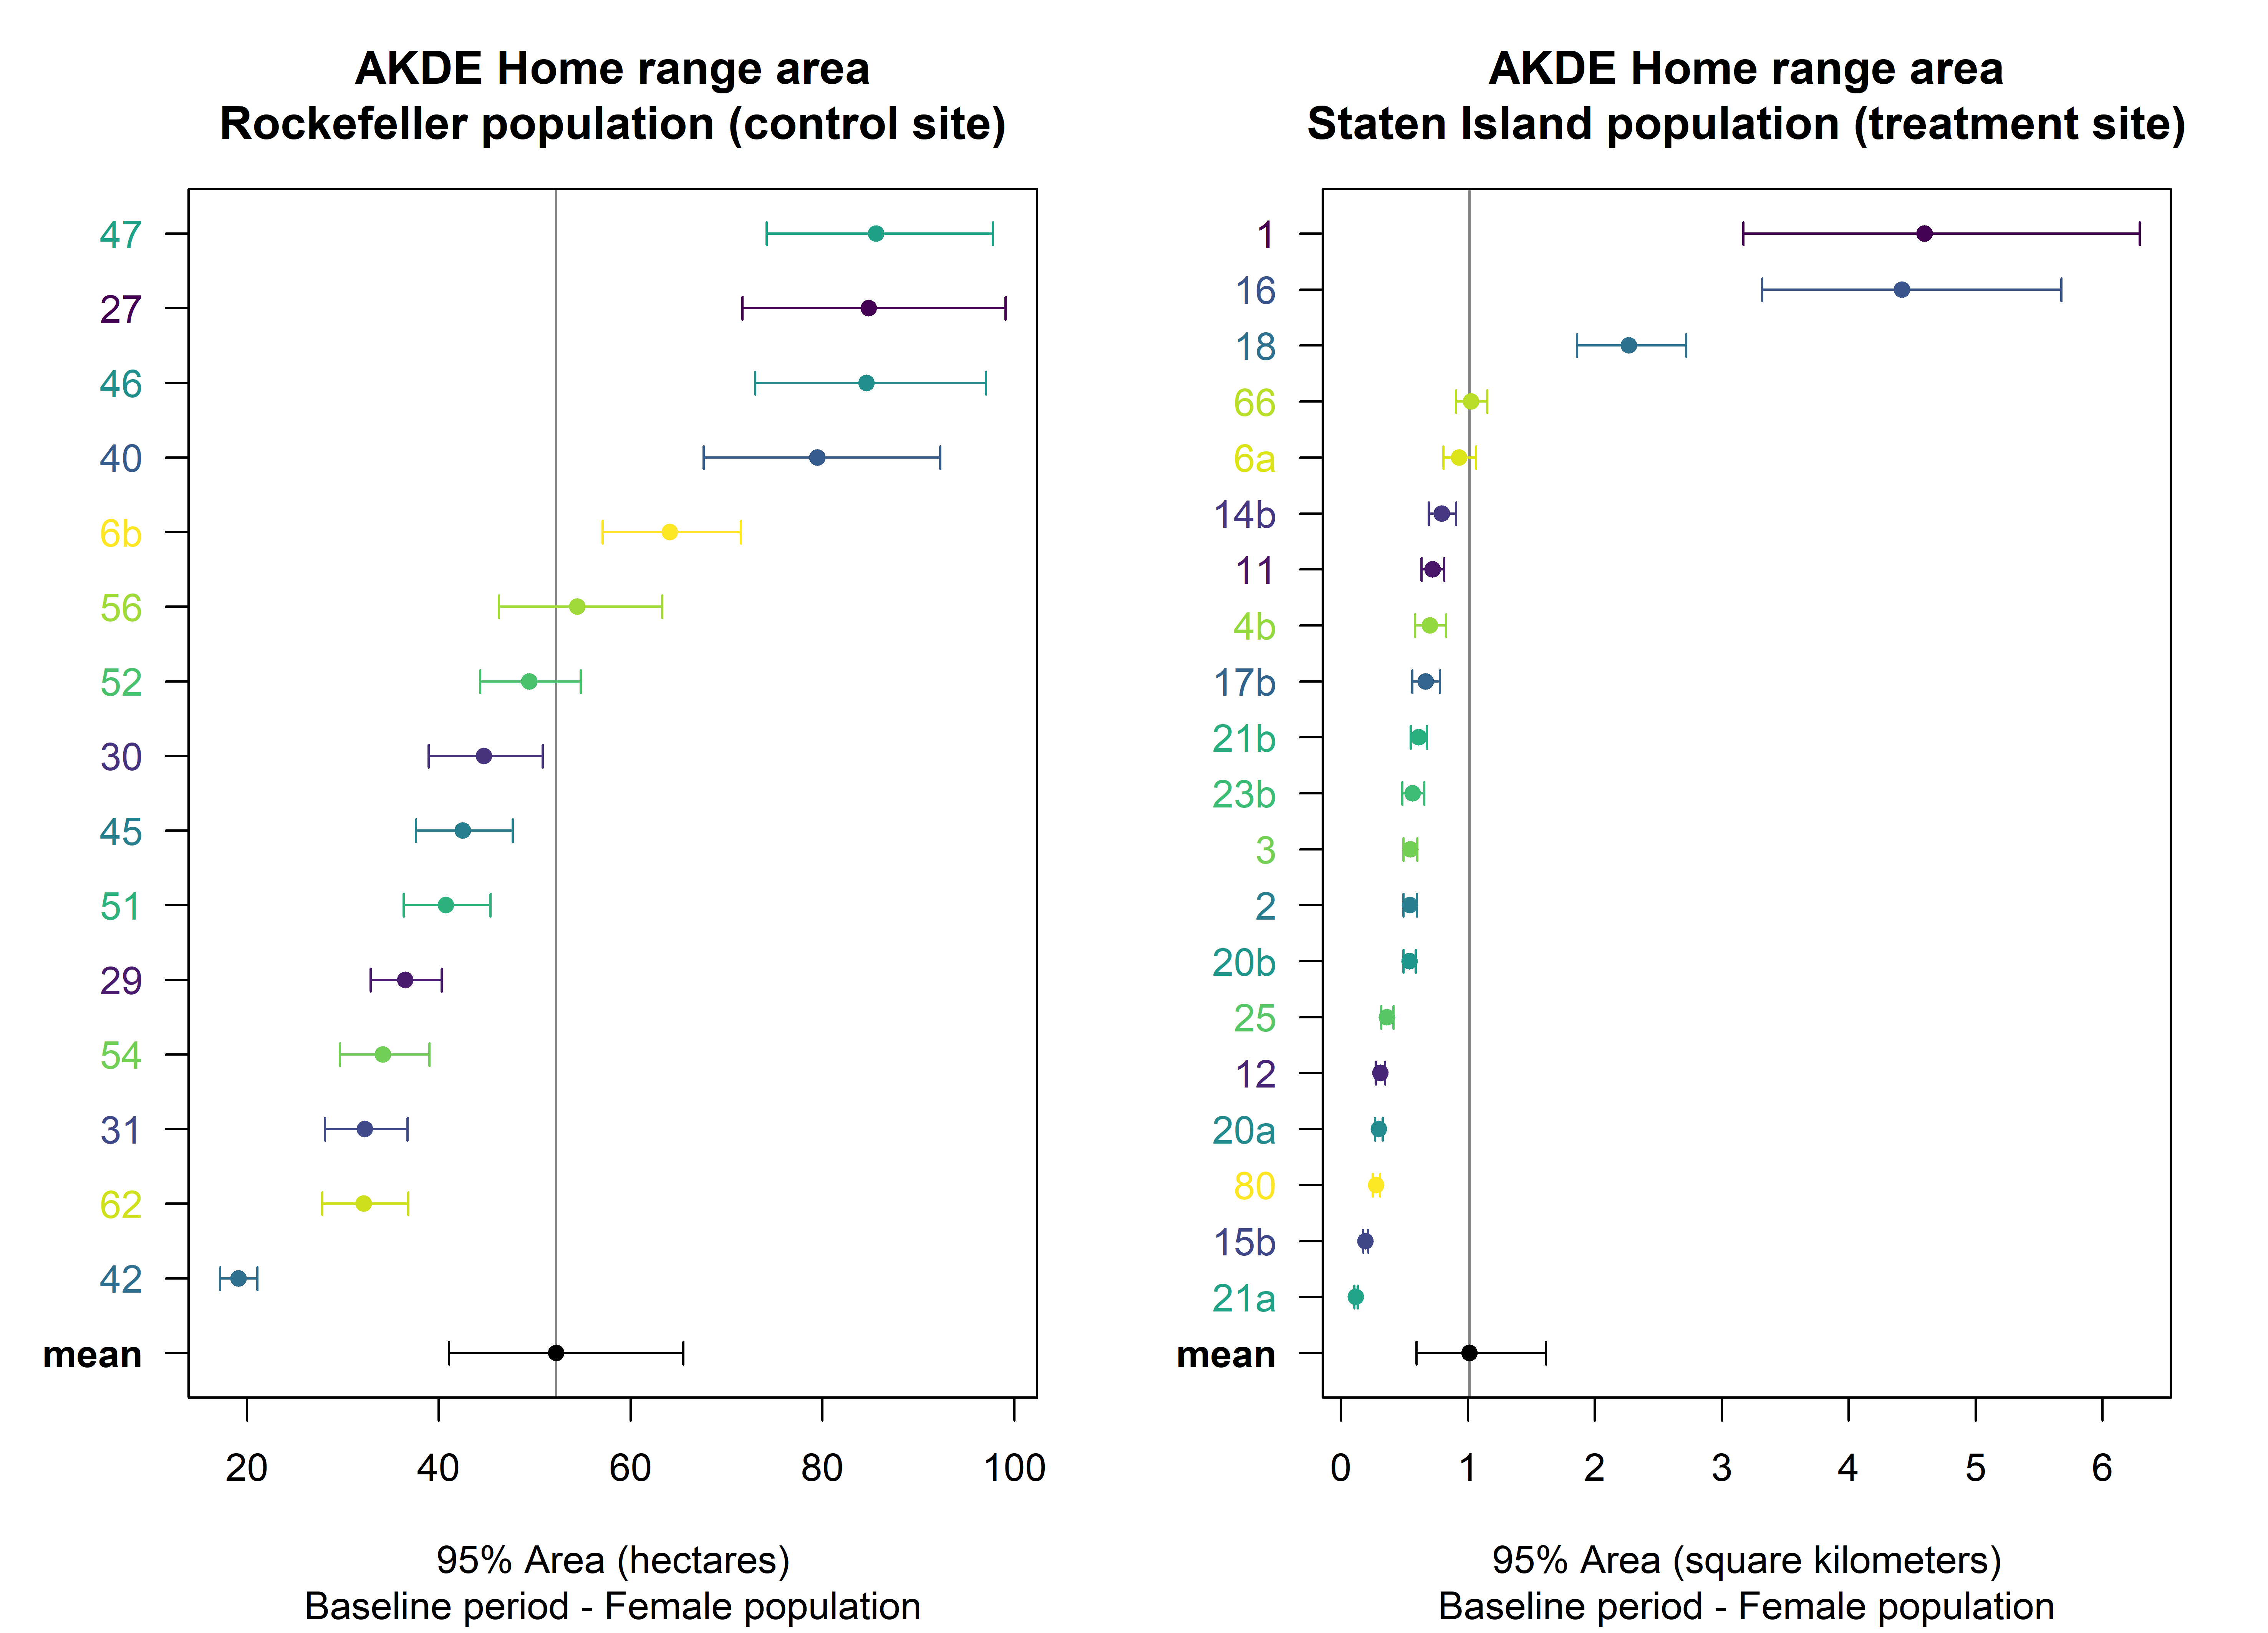 AKDE Home range area
Rockefeller population (control site)
47
27
46
40
6b
56
52
30
45
51
29
54
31
62
42
mean
20 40 60 80 100
95% Area (hectares)
Baseline period - Female population
AKDE Home range area
Staten Island population (treatment site)
1
16
18
66
6a
14b
11
4b
17b
21b
23b
3
2
20b
25
12
20a
80
15b
21a
mean
0 1 2 3 4 5 6
95% Area (square kilometers)
Baseline period - Female population